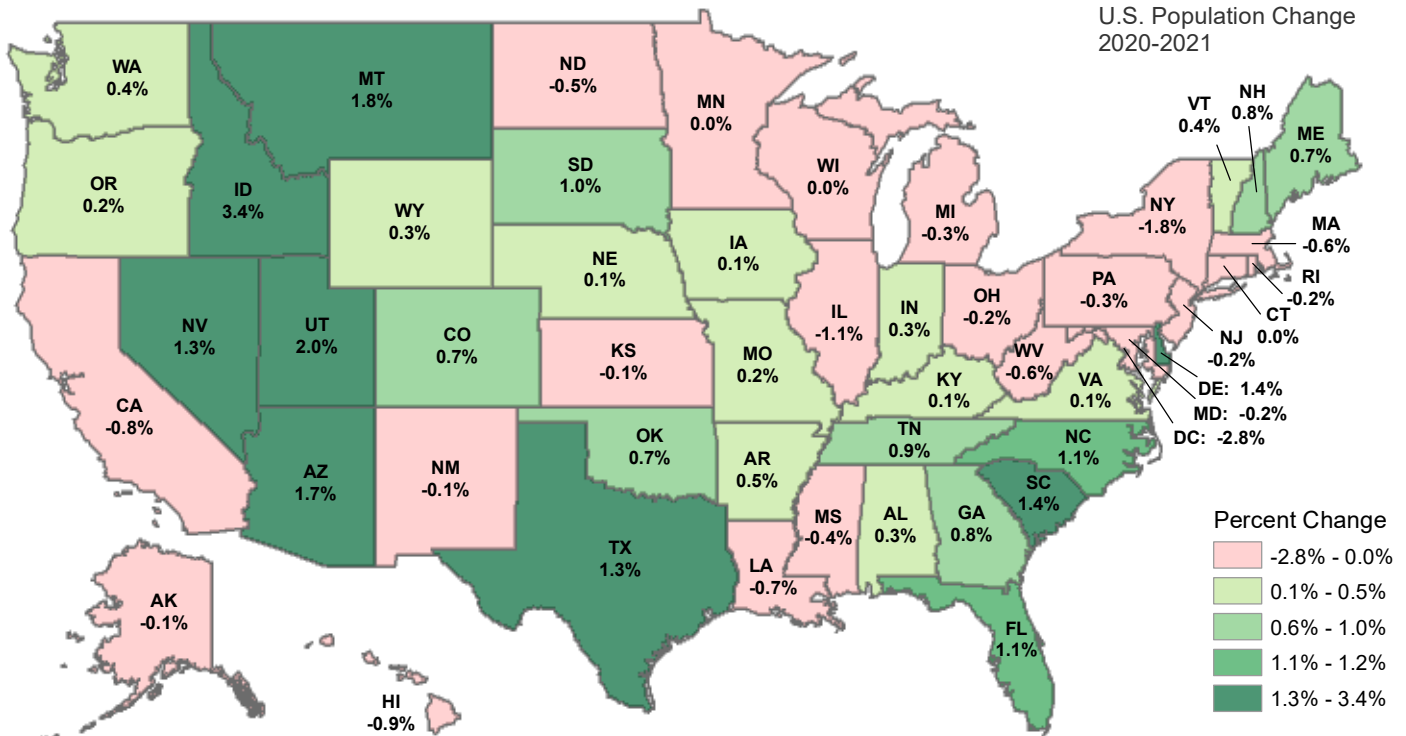 U.S. Population Change
2020-2021
WA
0.4%
MT
1.8%
ND
-0.5%
MN
0.0%
VT
0.4%
NH
0.8%
ME
0.7%
OR
0.2%
ID
3.4%
WY
0.3%
SD
1.0%
WI
0.0%
MI
-0.3%
NY
-1.8%
MA
-0.6%
RI
-0.2%
CT
0.0%
NJ
-0.2%
NV
1.3%
UT
2.0%
CO
0.7%
NE
0.1%
IA
0.1%
IL
-1.1%
IN
0.3%
OH
-0.2%
PA
-0.3%
CA
-0.8%
KS
-0.1%
MO
0.2%
KY
0.1%
WV
-0.6%
VA
0.1%
DE: 1.4%
MD: -0.2%
DC: -2.8%
AZ
1.7%
NM
-0.1%
OK
0.7%
AR
0.5%
TN
0.9%
NC
1.1%
SC
1.4%
TX
1.3%
LA
-0.7%
MS
-0.4%
AL
0.3%
GA
0.8%
FL
1.1%
AK
-0.1%
HI
-0.9%
Percent Change
-2.8% - 0.0%
0.1% - 0.5%
0.6% - 1.0%
1.1% - 1.2%
1.3% - 3.4%